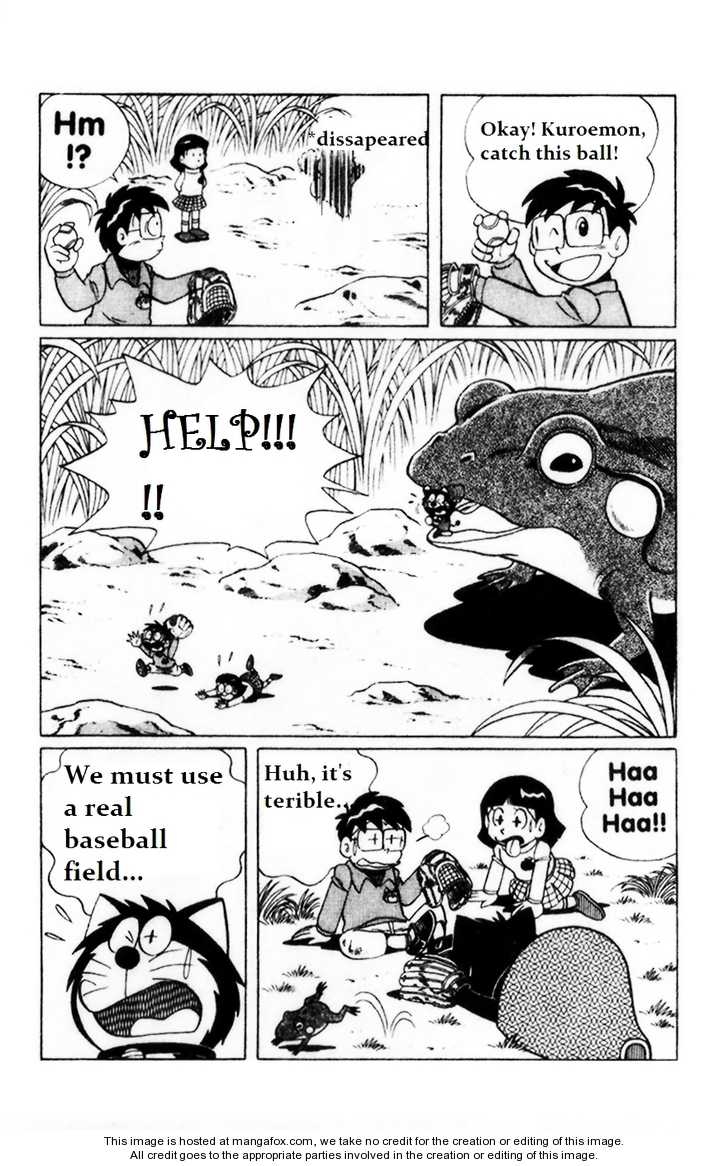 Okay! Kuroemon,
catch this ball!
Hm
!?
*dissapeared
HELP!!!
!!
Haa
Haa
Haa!!
Huh, it's
terible..
We must use
a real
baseball
field...
This image is hosted at mangafox.com, we take no credit for the creation or editing of this image.
All credit goes to the appropriate parties involved in the creation or editing of this image.